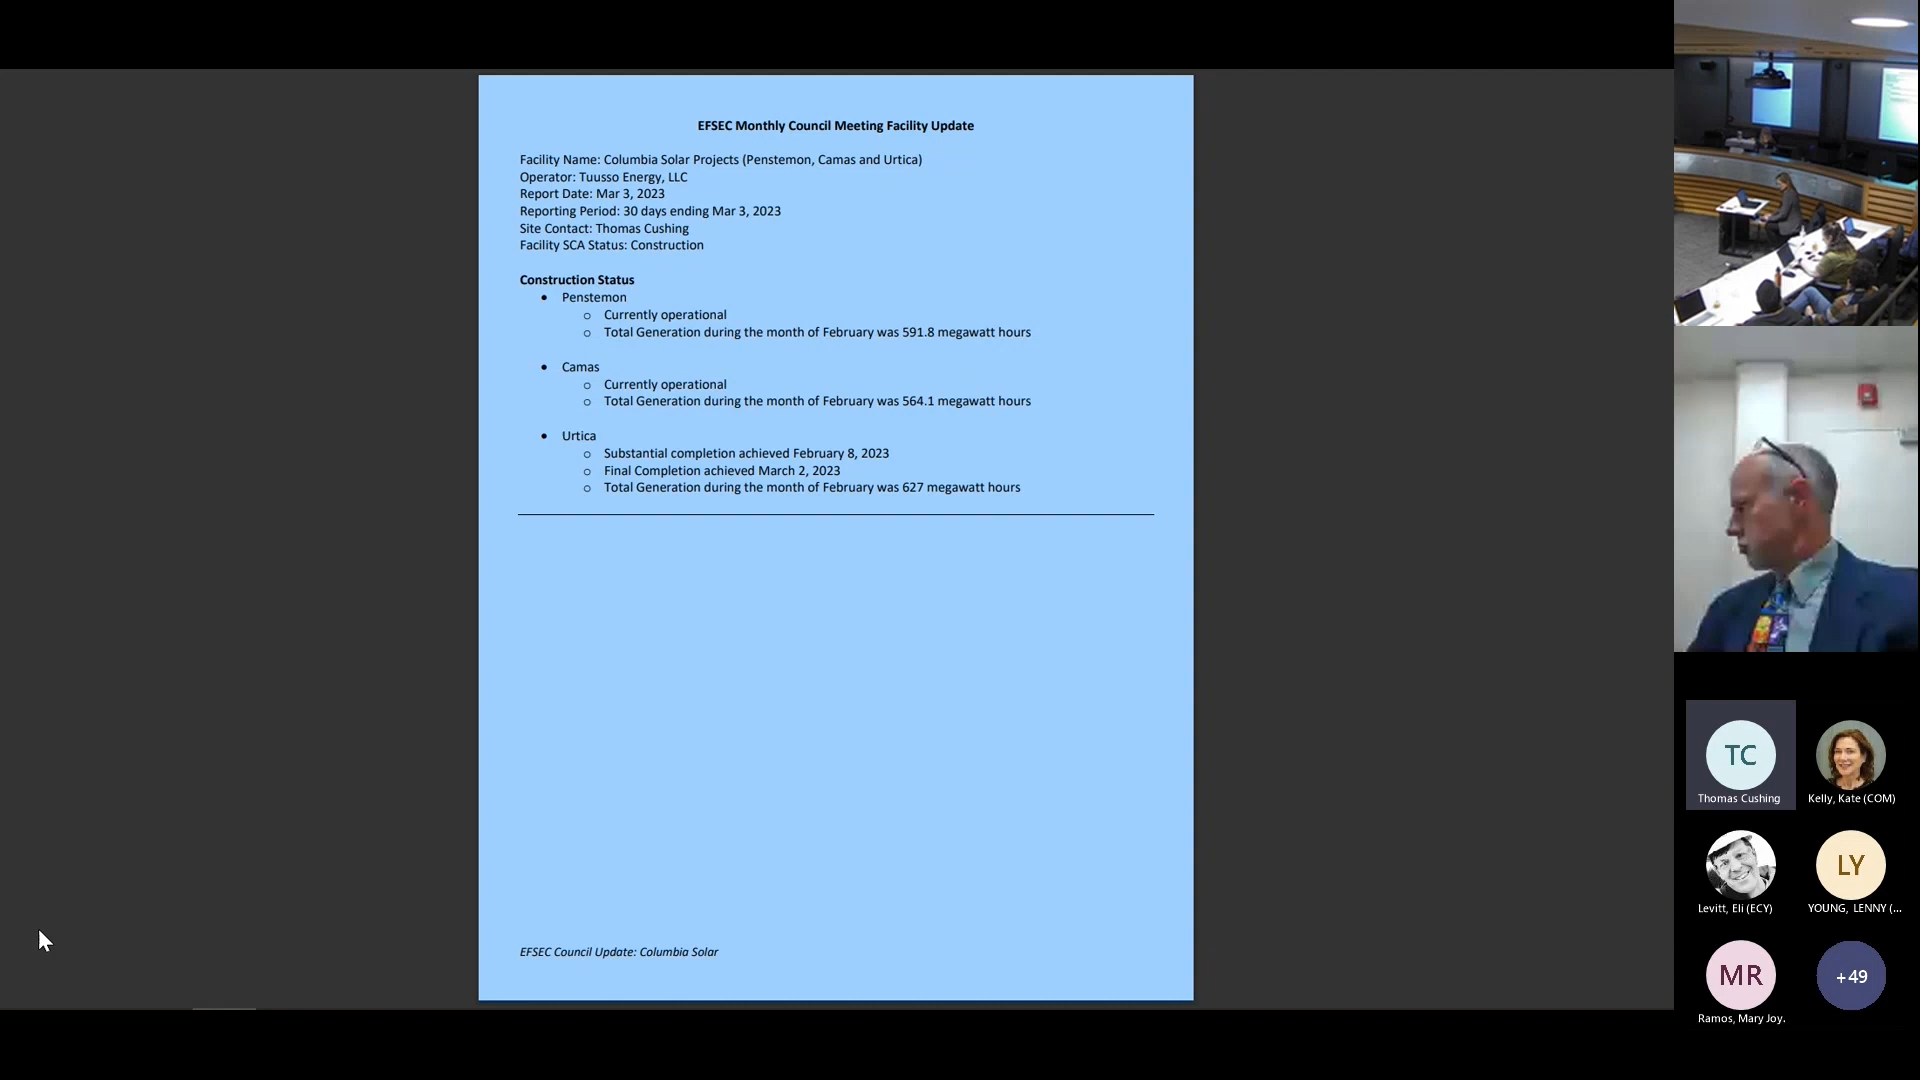 EFSEC Monthly Council Meeting Facility Update
Facility Name: Columbia Solar Projects (Penstemon, Camas and Urtica)
Operator: Tuusso Energy, LLC
Report Date: Mar 3, 2023
Reporting Period: 30 days ending Mar 3, 2023
Site Contact: Thomas Cushing
Facility SCA Status: Construction
Construction Status
• Penstemon
o Currently operational
o Total Generation during the month of February was 591.8 megawatt hours
• Camas
o Currently operational
o Total Generation during the month of February was 564.1 megawatt hours
• Urtica
o Substantial completion achieved February 8, 2023
o Final Completion achieved March 2, 2023
o Total Generation during the month of February was 627 megawatt hours
EFSEC Council Update: Columbia Solar
TC
Thomas Cushing
Kelly, Kate (COM)
Levitt, Eli (ECY)
LY
YOUNG, LENNY (...
MR
Ramos, Mary Joy.
+49